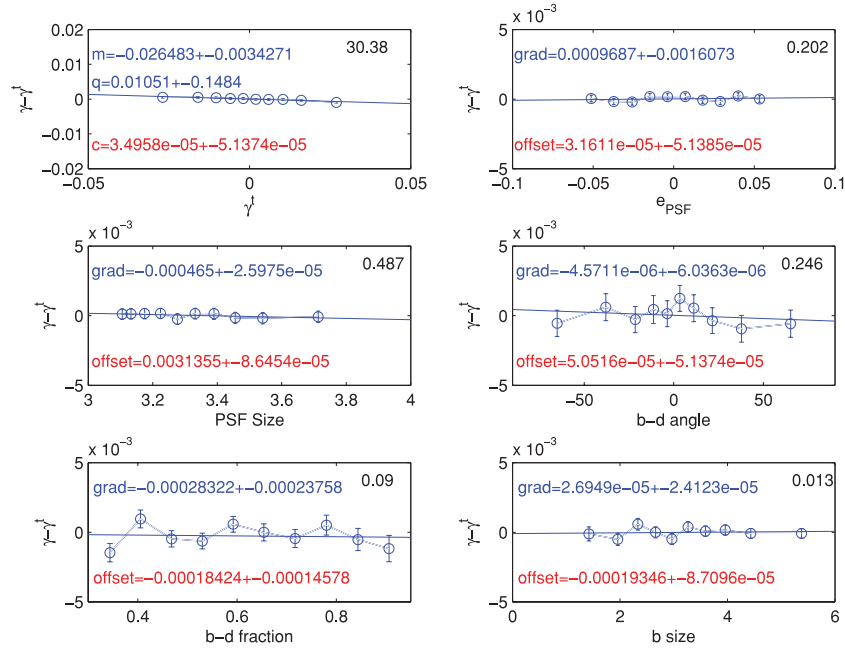 0.02
0.01
0
−0.01
−0.02
m=−0.026483+−0.0034271
30.38
q=0.01051+−0.1484
c=3.4958e−05+−5.1374e−05
γ−γᵗ
−0.05
0
0.05
γᵗ
x 10⁻³
5
0
−5
grad=0.0009687+−0.0016073
0.202
offset=3.1611e−05+−5.1385e−05
γ−γᵗ
−0.1
−0.05
0
0.05
0.1
e_PSF
x 10⁻³
5
0
−5
grad=−0.000465+−2.5975e−05
0.487
offset=0.0031355+−8.6454e−05
γ−γᵗ
3
3.2
3.4
3.6
3.8
4
PSF Size
x 10⁻³
5
0
−5
grad=−4.5711e−06+−6.0363e−06
0.246
offset=5.0516e−05+−5.1374e−05
γ−γᵗ
−50
0
50
b−d angle
x 10⁻³
5
0
−5
grad=−0.00028322+−0.00023758
0.09
offset=−0.00018424+−0.00014578
γ−γᵗ
0.4
0.6
0.8
b−d fraction
x 10⁻³
5
0
−5
grad=2.6949e−05+−2.4123e−05
0.013
offset=−0.00019346+−8.7096e−05
γ−γᵗ
0
2
4
6
b size